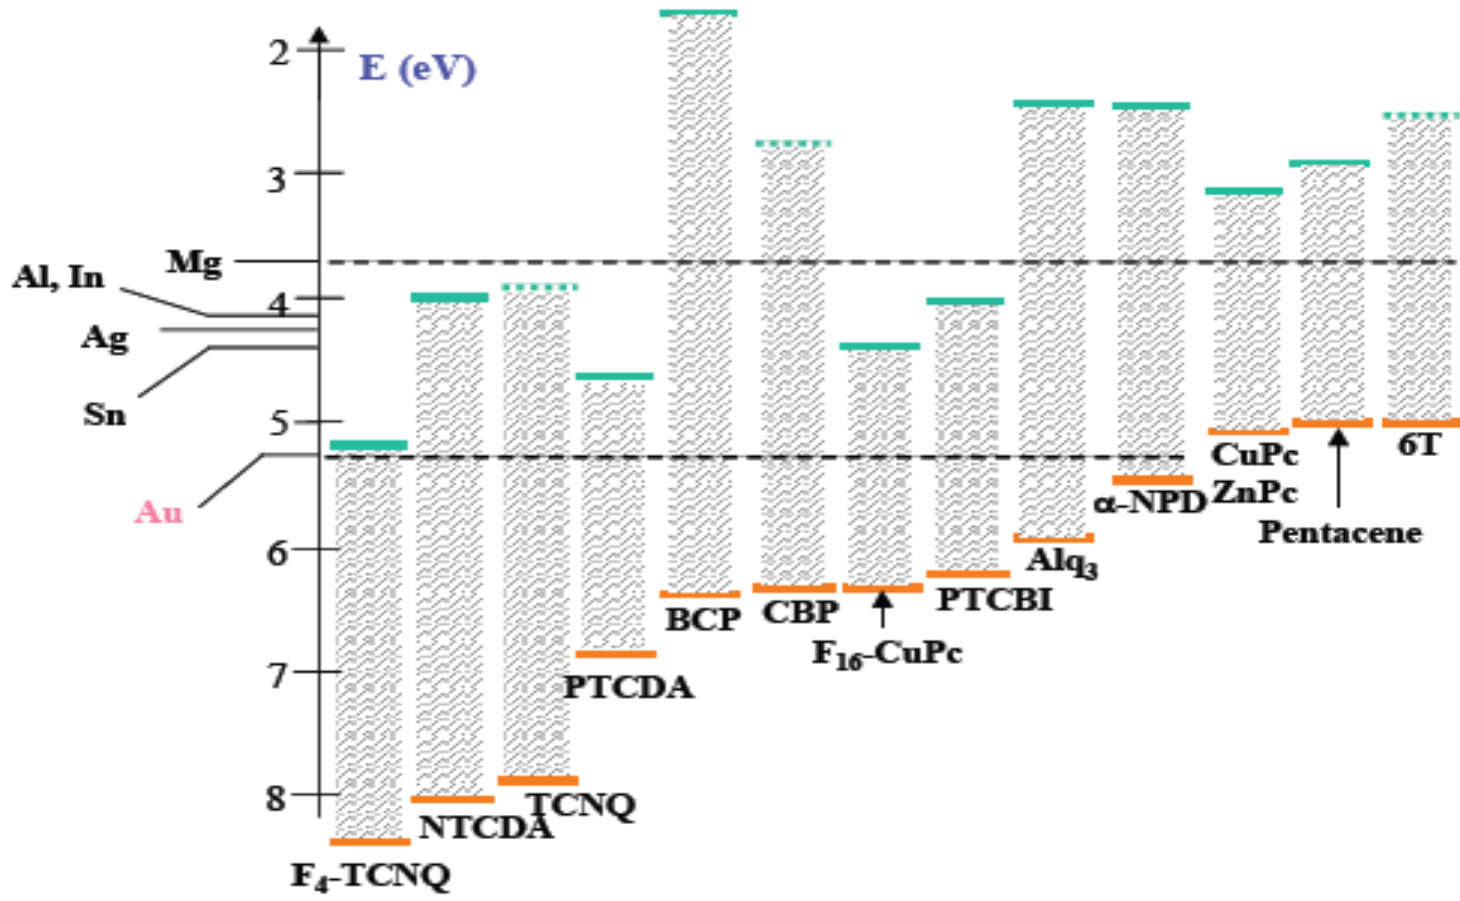 2
E (eV)
3
Mg
Al, In
4
Ag
Sn
5
6T
CuPc
Au
α-NPD
ZnPc
Pentacene
6
Alq3
PTCBI
CBP
BCP
F16-CuPc
7
PTCDA
8
TCNQ
NTCDA
F4-TCNQ